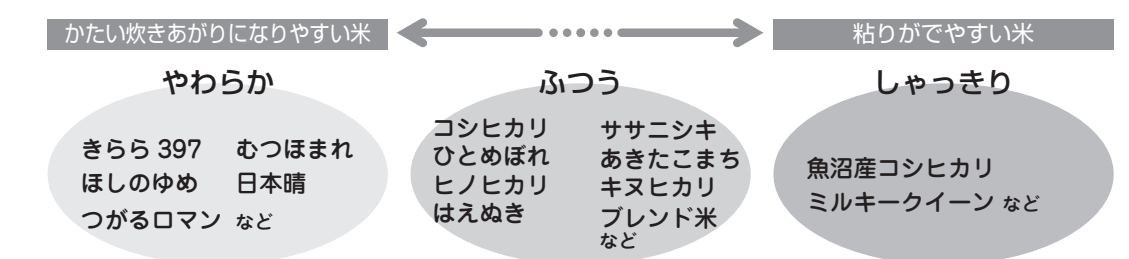 かたい炊きあがりになりやすい米
粘りがでやすい米
やわらか
きらら 397 むつほまれ
ほしのゆめ 日本晴
つがるロマン など
ふつう
コシヒカリ ササニシキ
ひとめぼれ あきたこまち
ヒノヒカリ キヌヒカリ
はえぬき ブレンド米
など
しゃっきり
魚沼産コシヒカリ
ミルキークイーン など